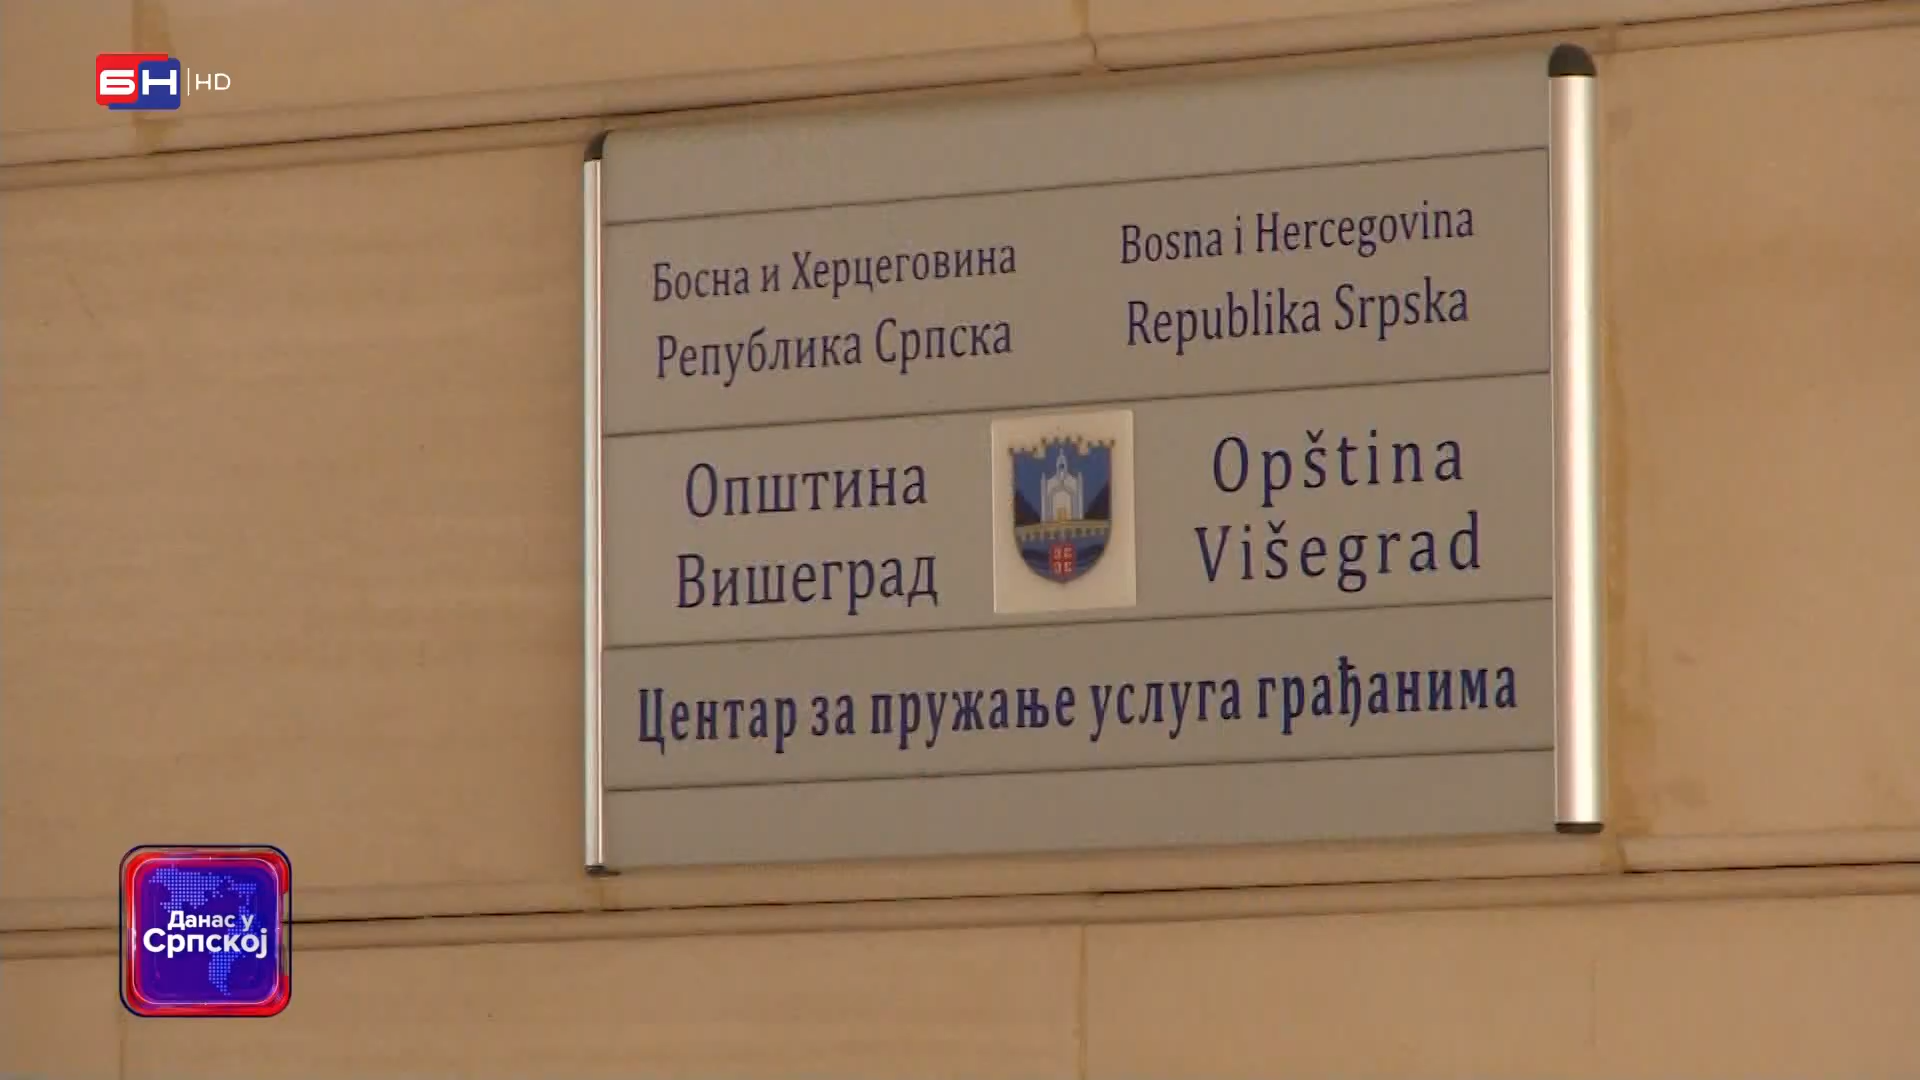 БН HD
Босна и Херцеговина
Република Српска
Bosna i Hercegovina
Republika Srpska
Општина
Вишеград
Opština
Višegrad
Центар за пружање услуга грађанима
Данас у
Српској